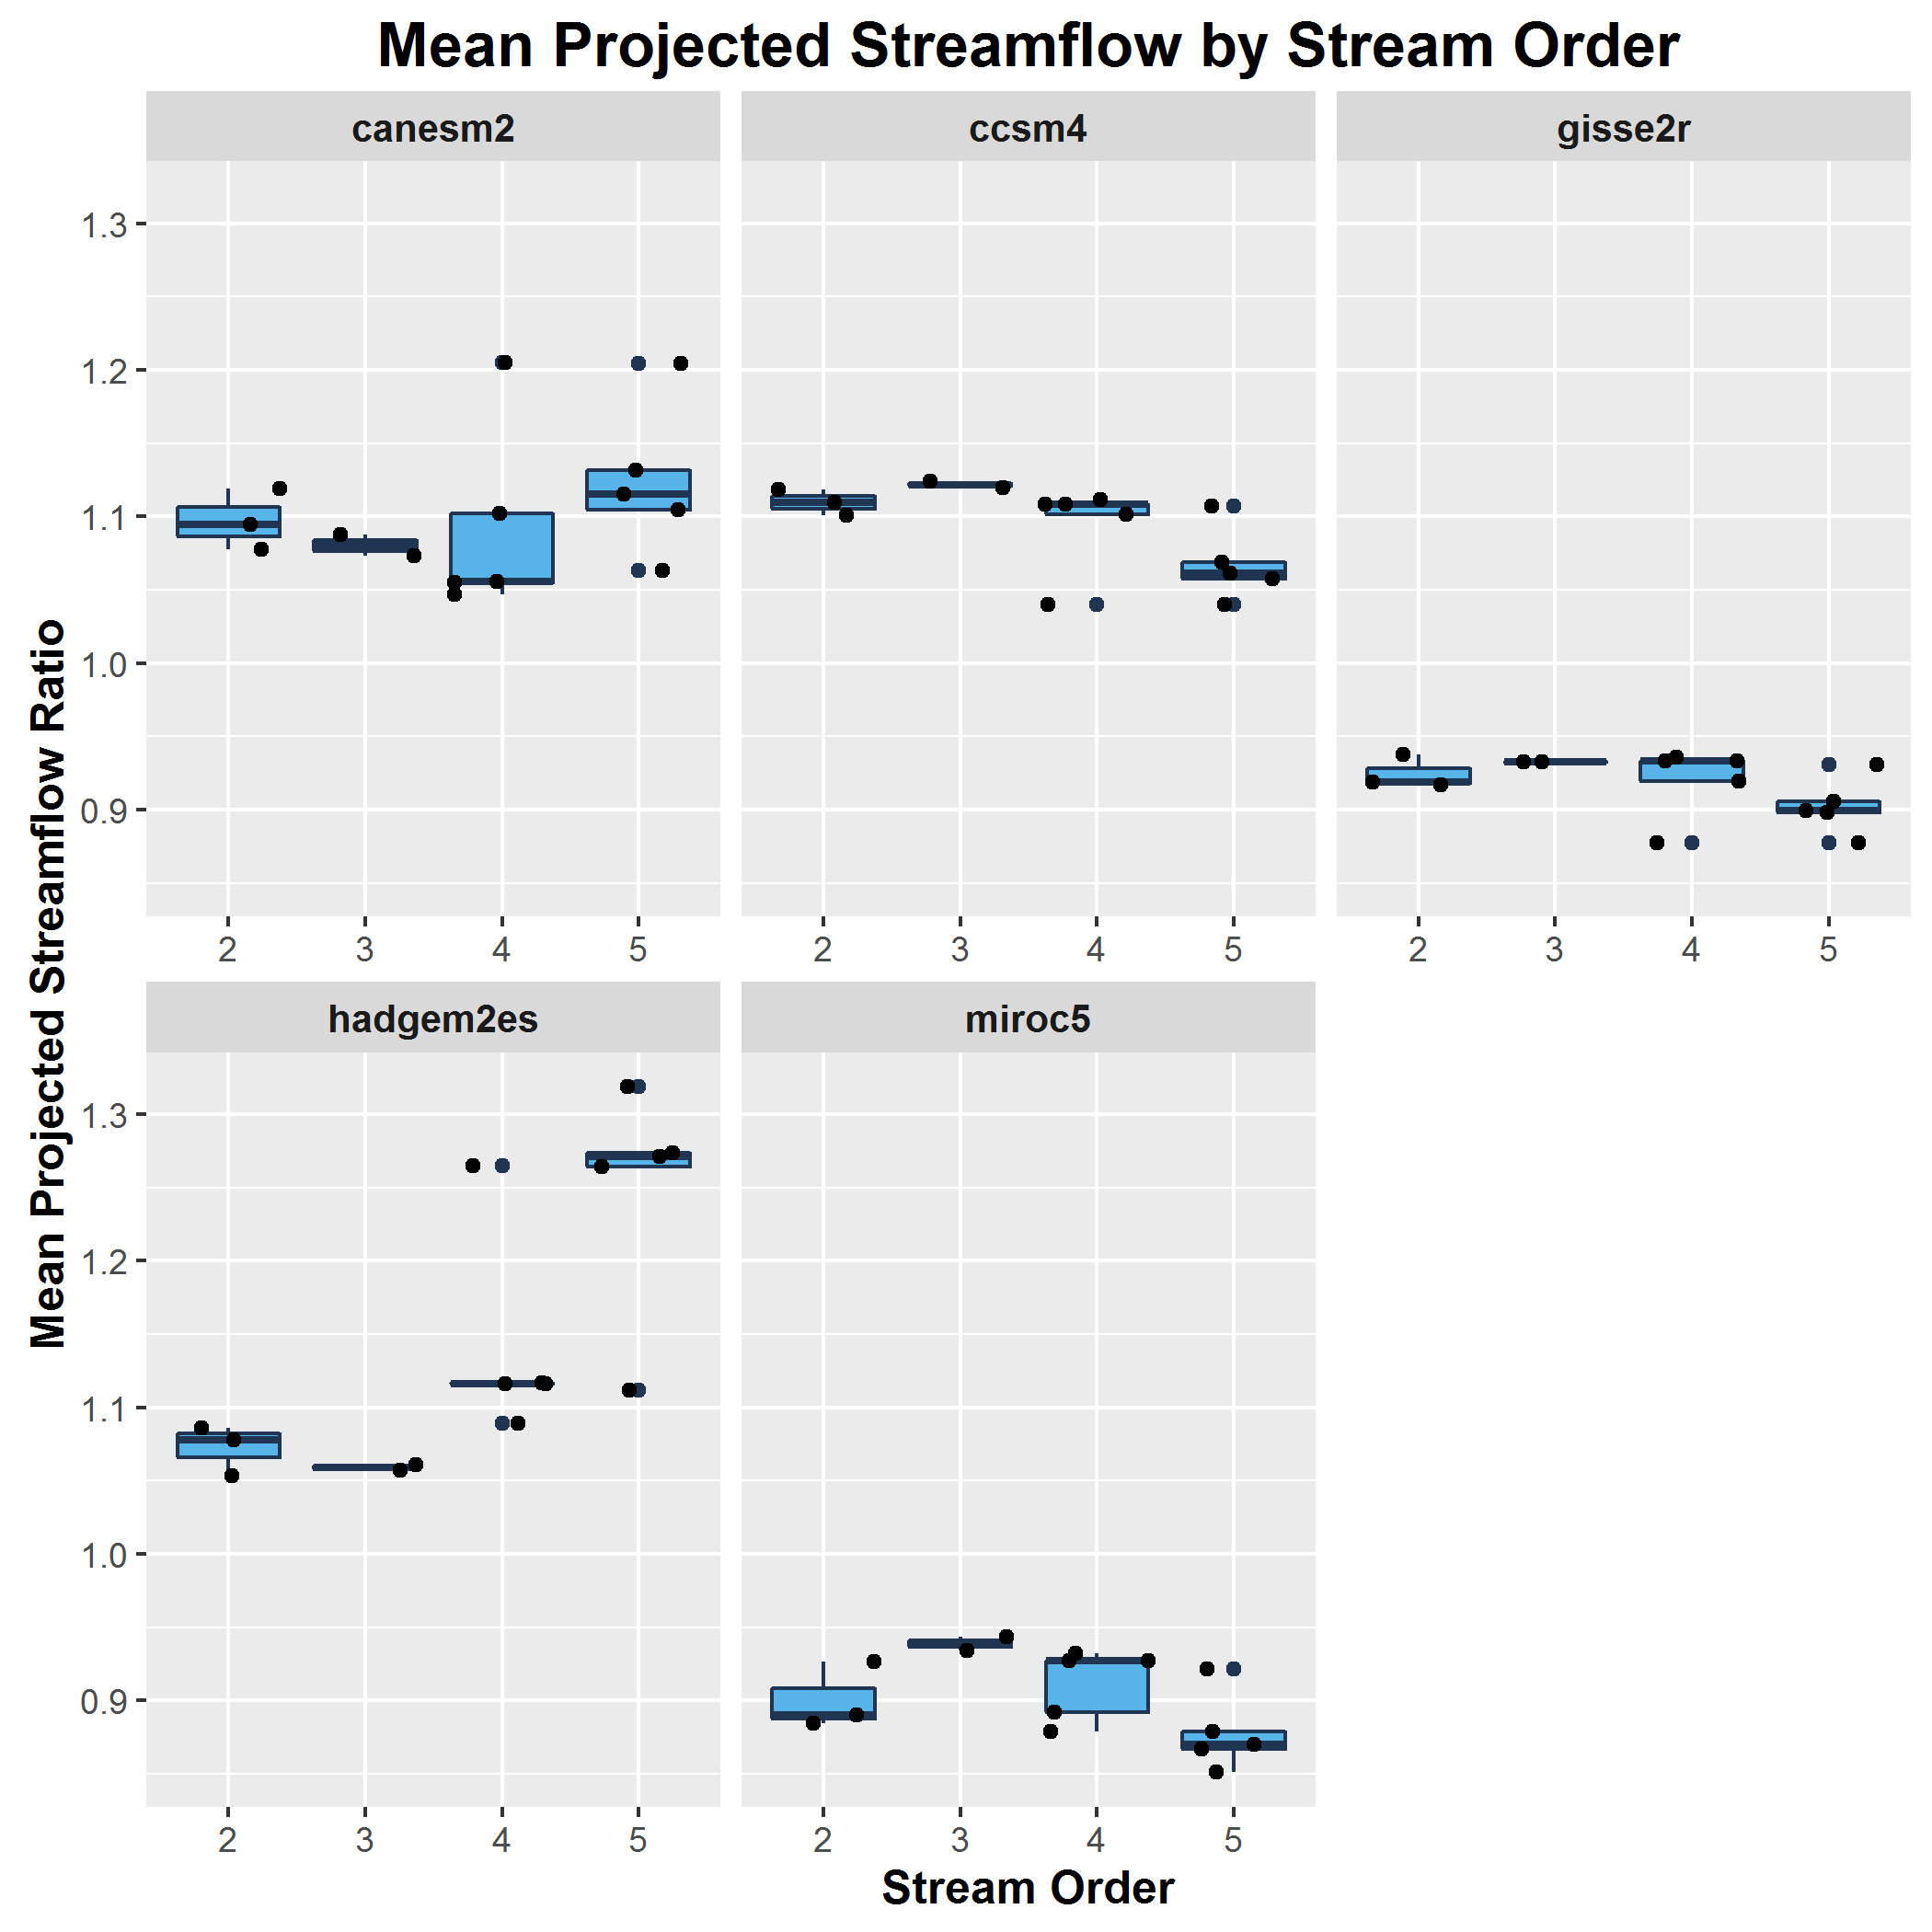 Mean Projected Streamflow by Stream Order
canesm2 ccsm4 gisse2r
1.3
1.2
1.1
1.0
0.9
2 3 4 5 2 3 4 5 2 3 4 5
Mean Projected Streamflow Ratio
hadgem2es miroc5
1.3
1.2
1.1
1.0
0.9
2 3 4 5 2 3 4 5
Stream Order